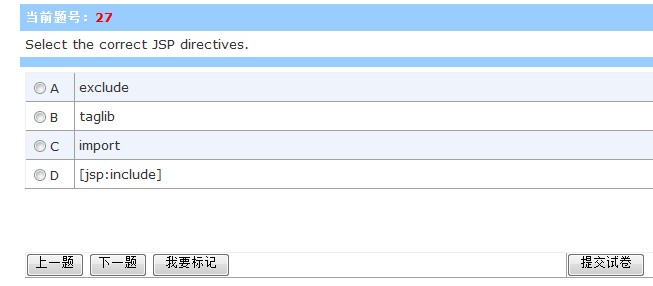 当前题号：27
Select the correct JSP directives.
A exclude
B taglib
C import
D [jsp:include]
上一题 下一题 我要标记 提交试卷